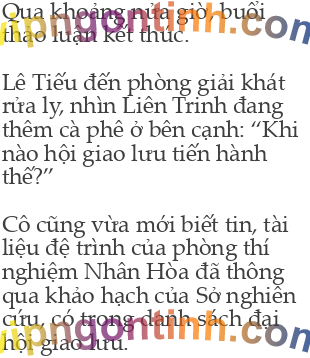 Qua khoảng nửa giờ, buổi
thảo luận kết thúc.
Lê Tiếu đến phòng giải khát
rửa ly, nhìn Liên Trinh đang
thêm cà phê ở bên cạnh: “Khi
nào hội giao lưu tiến hành
thế?”
Cô cũng vừa mới biết tin, tài
liệu đệ trình của phòng thí
nghiệm Nhân Hòa đã thông
qua khảo hạch của Sở nghiên
cứu, có trong danh sách đại
hội giao lưu.